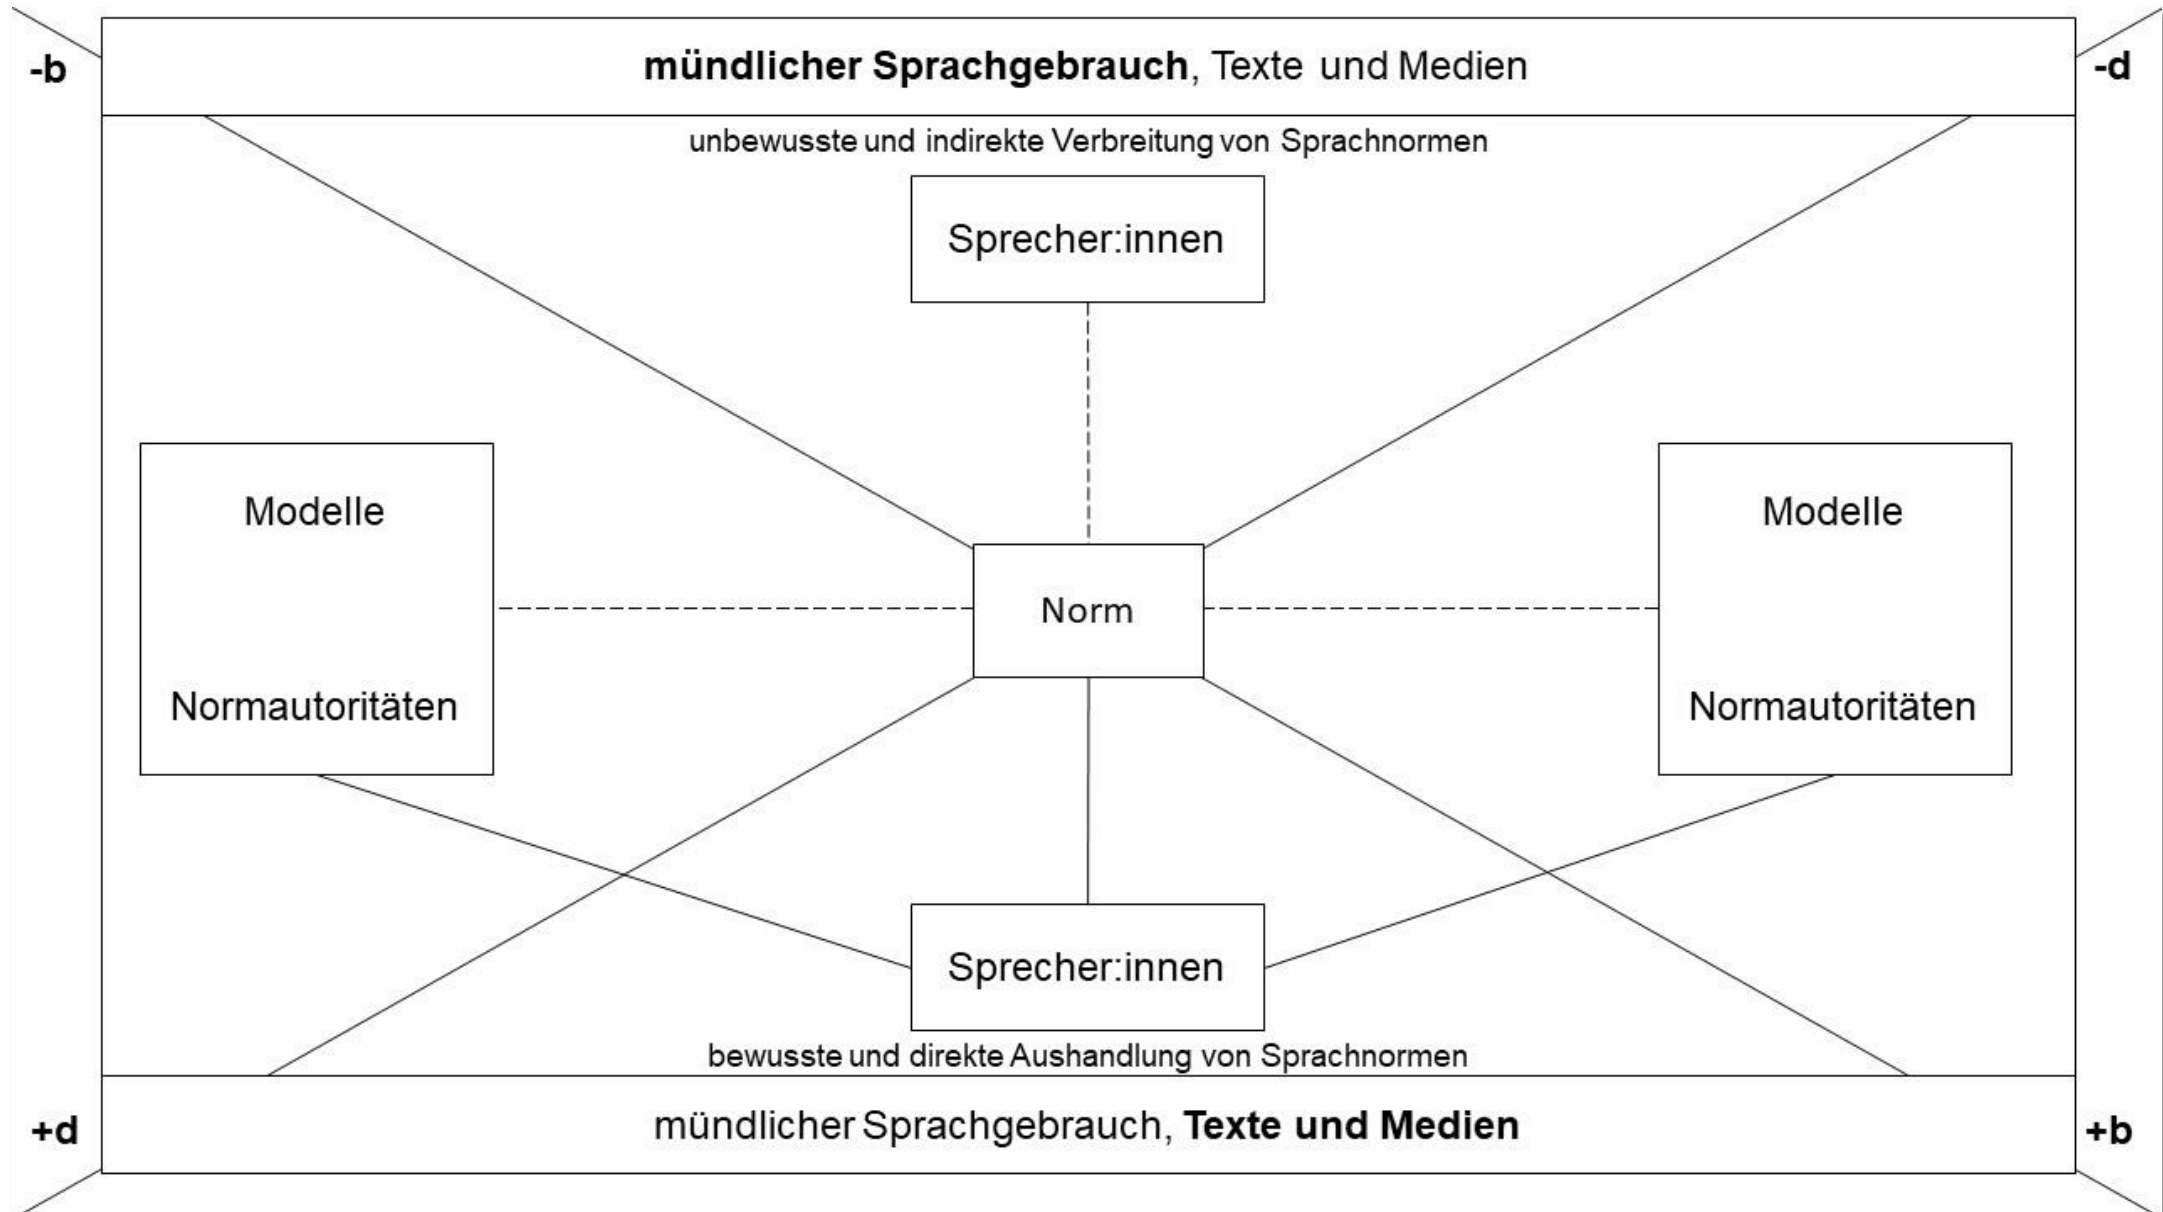 -b
mündlicher Sprachgebrauch, Texte und Medien
-d
unbewusste und indirekte Verbreitung von Sprachnormen
Sprecher:innen
Modelle
Modelle
Norm
Normautoritäten
Normautoritäten
Sprecher:innen
bewusste und direkte Aushandlung von Sprachnormen
+d
mündlicher Sprachgebrauch, Texte und Medien
+b